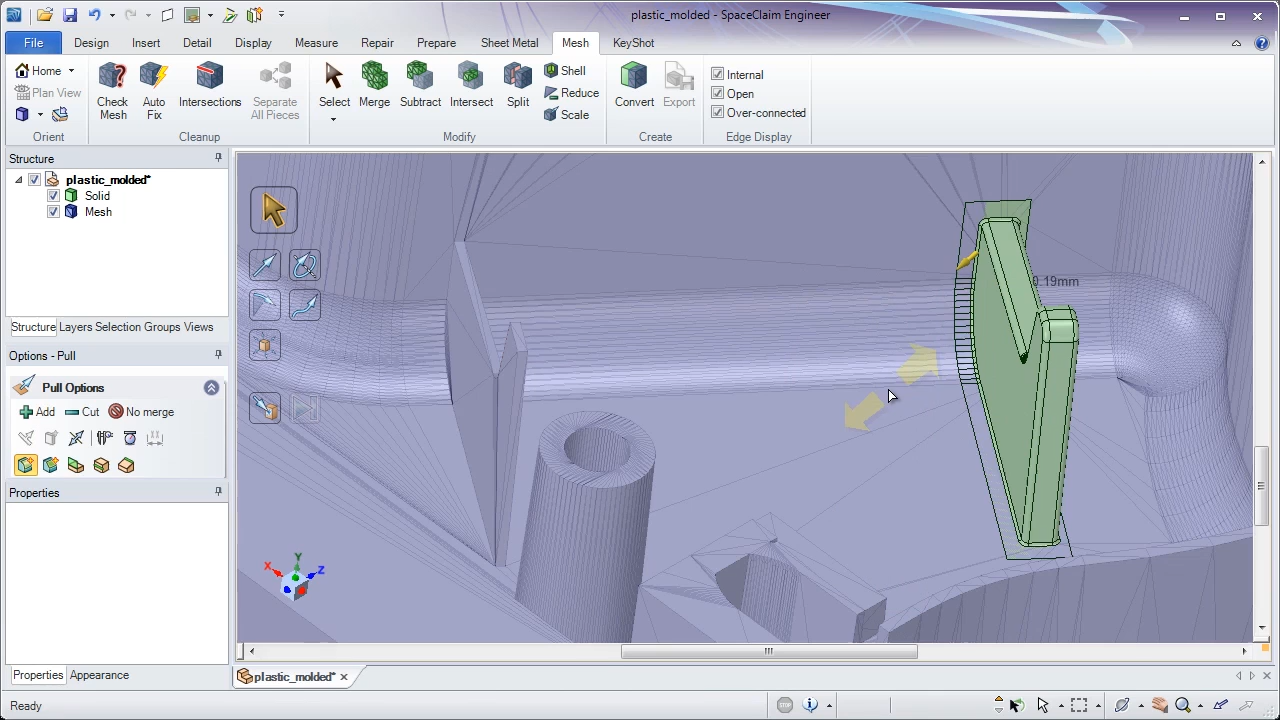 plastic_molded - SpaceClaim Engineer
File Design Insert Detail Display Measure Repair Prepare Sheet Metal Mesh KeyShot
Home
Plan View
Orient
Check Mesh
Auto Fix
Intersections
Separate All Pieces
Cleanup
Select
Merge
Subtract
Intersect
Split
Shell
Reduce
Scale
Modify
Convert
Export
Create
Internal
Open
Over-connected
Edge Display
Structure
plastic_molded*
Solid
Mesh
Structure Layers Selection Groups Views
Options - Pull
Pull Options
Add Cut No merge
Properties
Properties Appearance
0.19mm
X Y Z
plastic_molded*
Ready